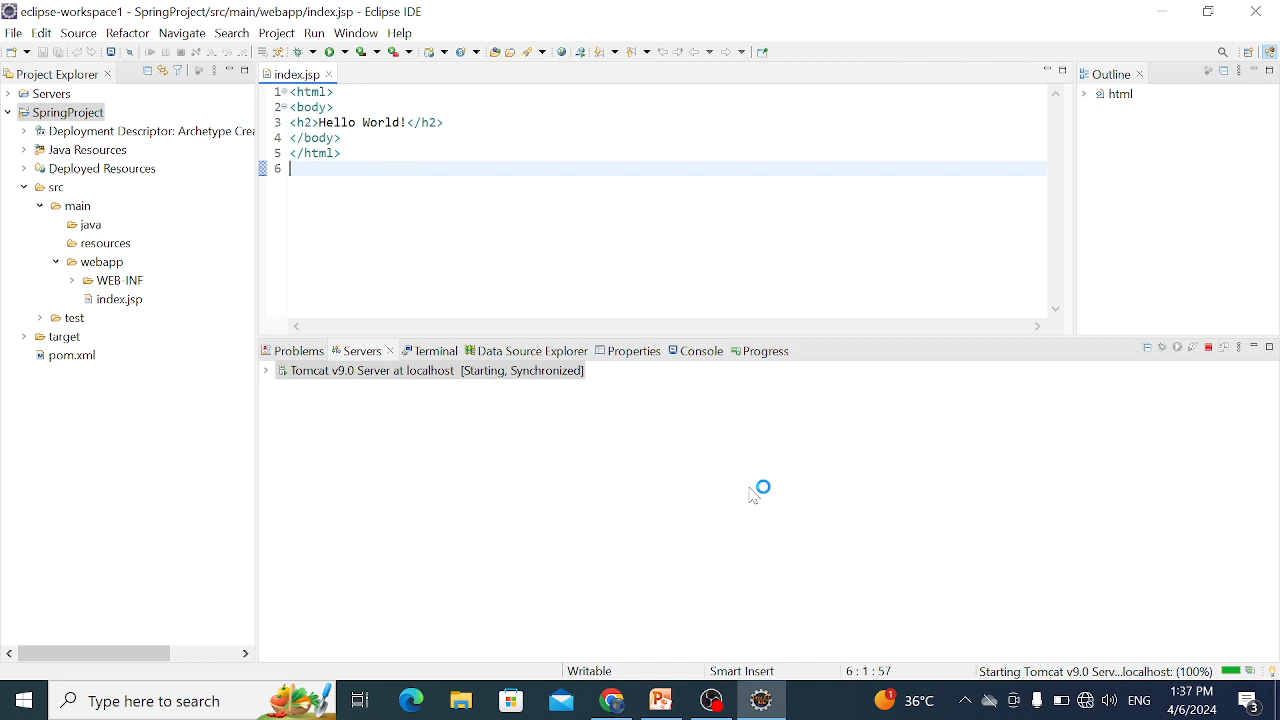 eclipse-workspace1 - SpringProject/src/main/webapp/index.jsp - Eclipse IDE
File Edit Source Refactor Navigate Search Project Run Window Help
Project Explorer
Servers
SpringProject
Deployment Descriptor: Archetype Crea
Java Resources
Deployed Resources
src
main
java
resources
webapp
WEB-INF
index.jsp
test
target
pom.xml
index.jsp
1 <html>
2 <body>
3 <h2>Hello World!</h2>
4 </body>
5 </html>
6
Outline
html
Problems Servers Terminal Data Source Explorer Properties Console Progress
Tomcat v9.0 Server at localhost [Starting, Synchronized]
Writable Smart Insert 6 : 1 : 57 Starting Tomcat v9.0 Serv...localhost: (100%)
Type here to search
1 36°C ENG
1:37 PM
4/6/2024
3